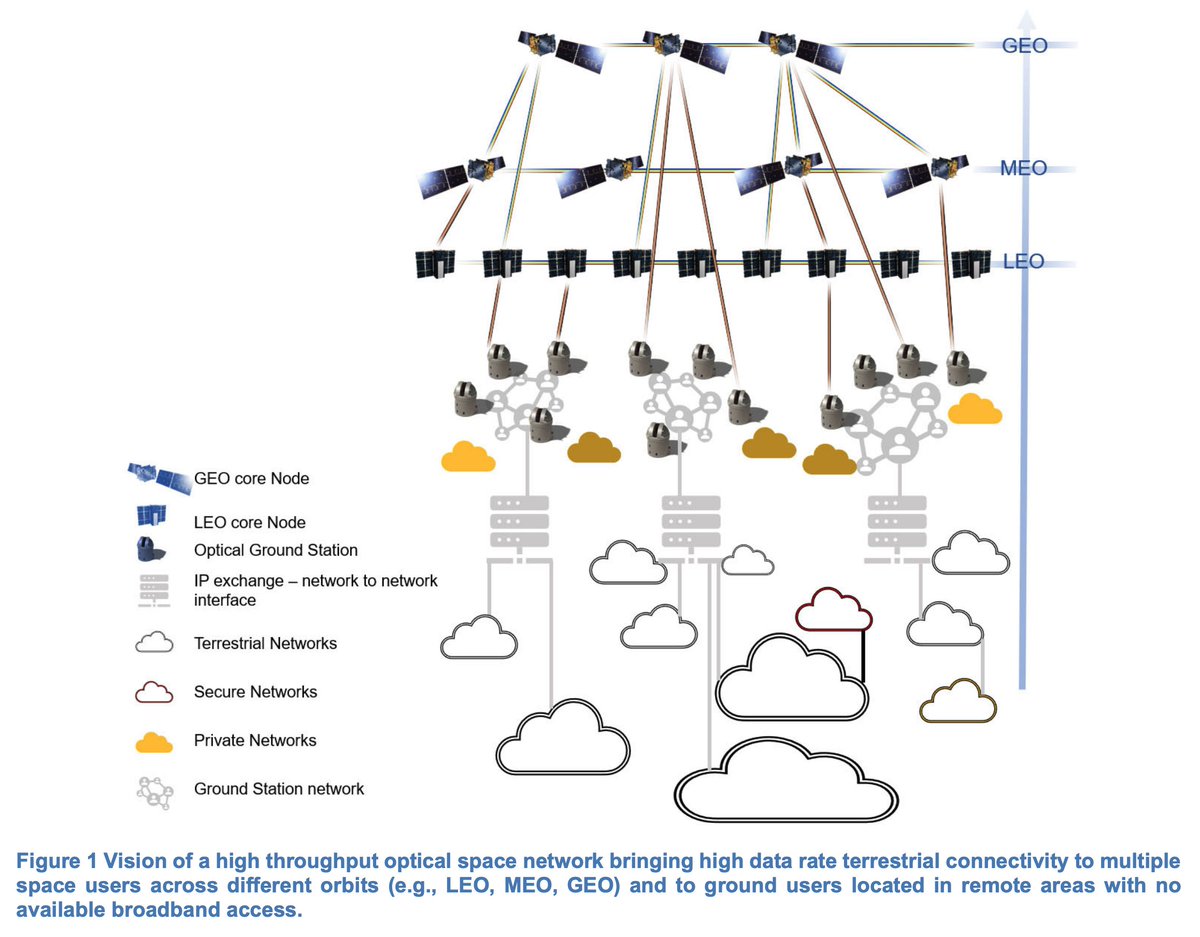 GEO
MEO
LEO
GEO core Node
LEO core Node
Optical Ground Station
IP exchange – network to network
interface
Terrestrial Networks
Secure Networks
Private Networks
Ground Station network
Figure 1 Vision of a high throughput optical space network bringing high data rate terrestrial connectivity to multiple
space users across different orbits (e.g., LEO, MEO, GEO) and to ground users located in remote areas with no
available broadband access.